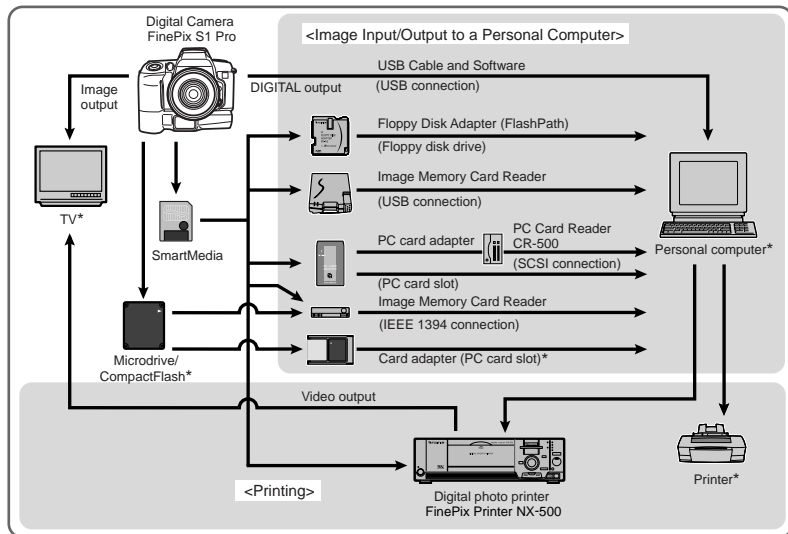 Digital Camera
FinePix S1 Pro
<Image Input/Output to a Personal Computer>
Image
output
DIGITAL output
USB Cable and Software
(USB connection)
Floppy Disk Adapter (FlashPath)
(Floppy disk drive)
TV*
Image Memory Card Reader
(USB connection)
SmartMedia
PC card adapter
PC Card Reader
CR-500
(SCSI connection)
Personal computer*
(PC card slot)
Image Memory Card Reader
(IEEE 1394 connection)
Microdrive/
CompactFlash*
Card adapter (PC card slot)*
Video output
<Printing>
Digital photo printer
FinePix Printer NX-500
Printer*